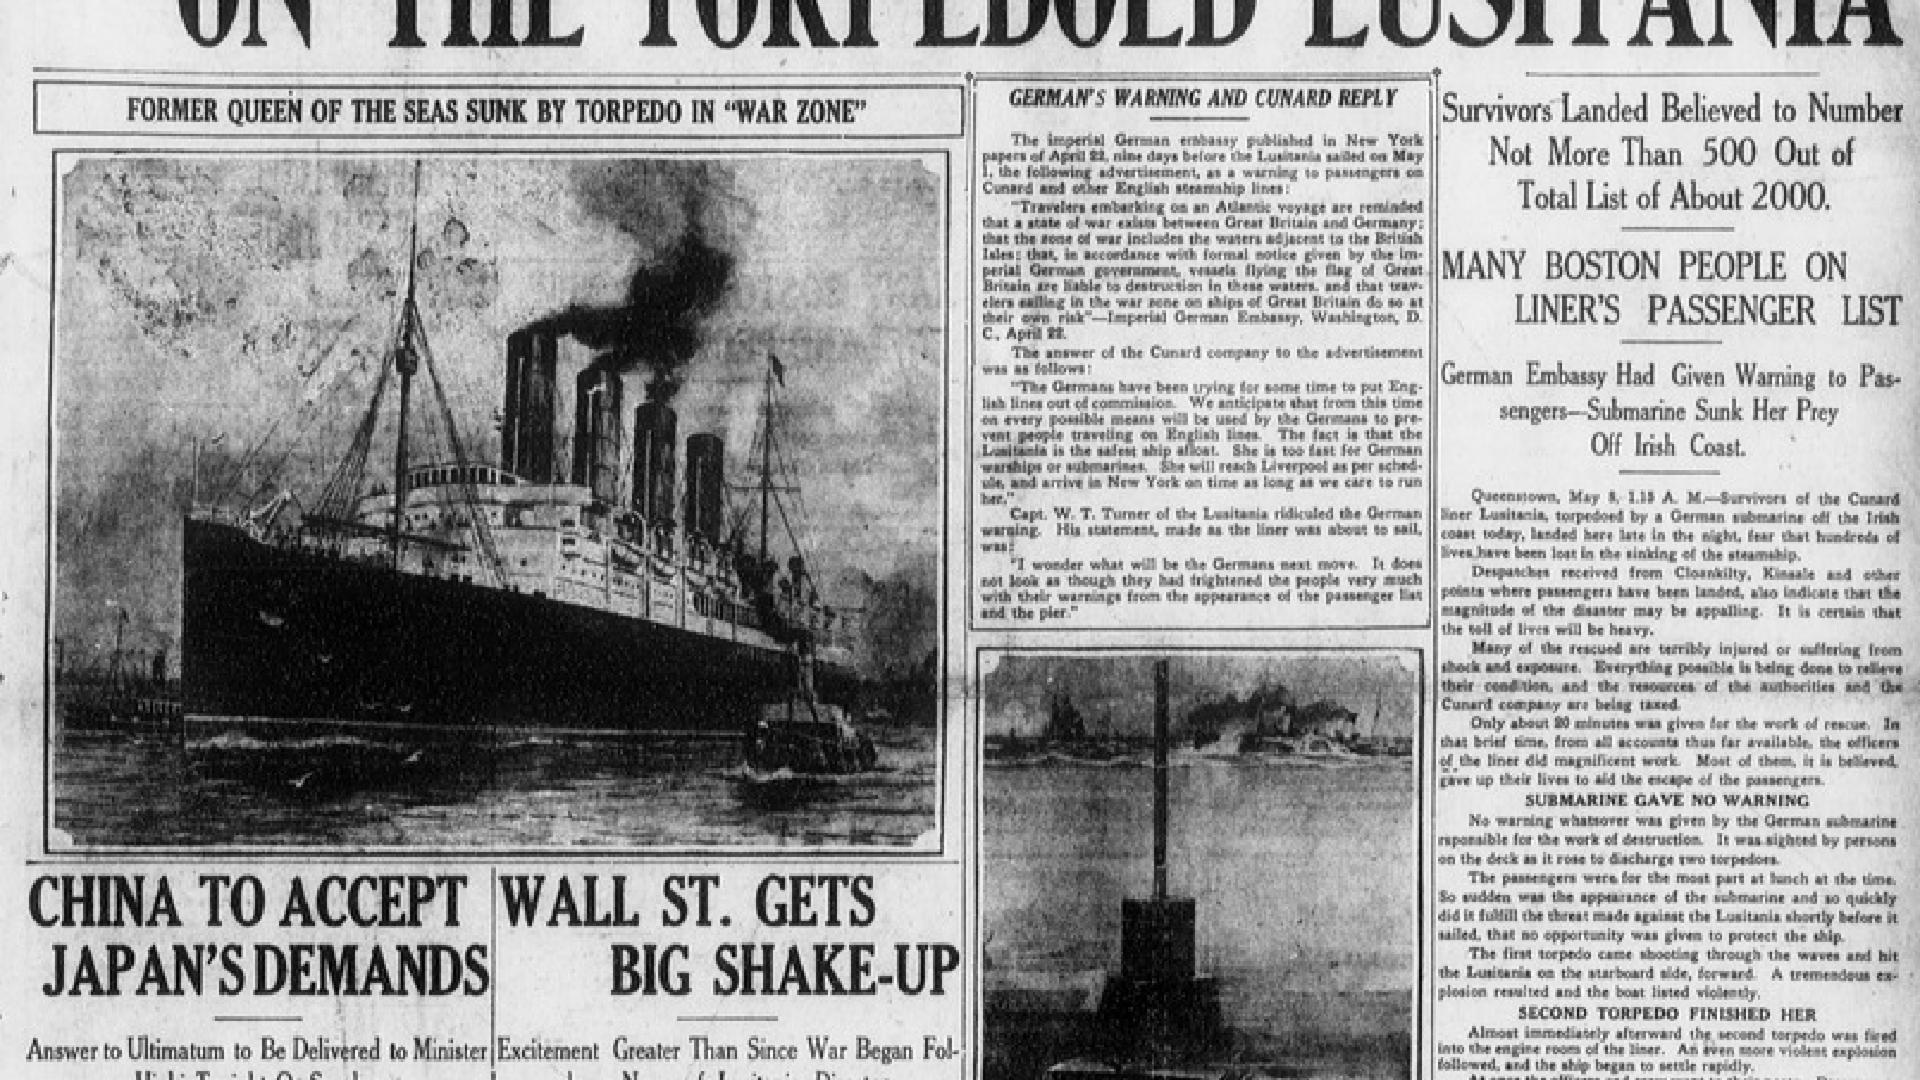 ON THE TORPEDOED LUSITANIA
FORMER QUEEN OF THE SEAS SUNK BY TORPEDO IN "WAR ZONE"
CHINA TO ACCEPT
JAPAN'S DEMANDS
Answer to Ultimatum to Be Delivered to Minister
WALL ST. GETS
BIG SHAKE-UP
Excitement Greater Than Since War Began Fol-
GERMAN'S WARNING AND CUNARD REPLY
The imperial German embassy published in New York
papers of April 22, nine days before the Lusitania sailed on May
1, the following advertisement, as a warning to passengers on
Cunard and other English steamship lines:
"Travelers embarking on an Atlantic voyage are reminded
that a state of war exists between Great Britain and Germany;
that the zone of war includes the waters adjacent to the British
Isles; that, in accordance with formal notice given by the im-
perial German government, vessels flying the flag of Great
Britain are liable to destruction in these waters, and that trav-
elers sailing in the war zone on ships of Great Britain do so at
their own risk"—Imperial German Embassy, Washington, D.
C., April 22.
The answer of the Cunard company to the advertisement
was as follows:
"The Germans have been trying for some time to put Eng-
lish lines out of commission. We anticipate that from this time
on every possible means will be used by the Germans to pre-
vent people traveling on English lines. The fact is that the
Lusitania is the safest ship afloat. She is too fast for German
warships or submarines. She will reach Liverpool as per sched-
ule, and arrive in New York on time as long as we care to run
her."
Capt. W. T. Turner of the Lusitania ridiculed the German
warning. His statement, made as the liner was about to sail,
was:
"I wonder what will be the Germans next move. It does
not look as though they had frightened the people very much
with their warnings from the appearance of the passenger list
and the pier."
Survivors Landed Believed to Number
Not More Than 500 Out of
Total List of About 2000.
MANY BOSTON PEOPLE ON
LINER'S PASSENGER LIST
German Embassy Had Given Warning to Pas-
sengers—Submarine Sunk Her Prey
Off Irish Coast.
Queenstown, May 8, 1.15 A. M.—Survivors of the Cunard
liner Lusitania, torpedoed by a German submarine off the Irish
coast today, landed here late in the night, fear that hundreds of
lives have been lost in the sinking of the steamship.
Despatches received from Cloankilty, Kinsale and other
points where passengers have been landed, also indicate that the
magnitude of the disaster may be appalling. It is certain that
the toll of lives will be heavy.
Many of the rescued are terribly injured or suffering from
shock and exposure. Everything possible is being done to relieve
their condition, and the resources of the authorities and the
Cunard company are being taxed.
Only about 20 minutes was given for the work of rescue. In
that brief time, from all accounts thus far available, the officers
of the liner did magnificent work. Most of them, it is believed,
gave up their lives to aid the escape of the passengers.
SUBMARINE GAVE NO WARNING
No warning whatsover was given by the German submarine
rsponsible for the work of destruction. It was sighted by persons
on the deck as it rose to discharge two torpedoes.
The passengers were for the most part at lunch at the time.
So sudden was the appearance of the submarine and so quickly
did it fulfill the threat made against the Lusitania shortly before it
sailed, that no opportunity was given to protect the ship.
The first torpedo came shooting through the waves and hit
the Lusitania on the starboard side, forward. A tremendous ex-
plosion resulted and the boat listed violently.
SECOND TORPEDO FINISHED HER
Almost immediately afterward the second torpedo was fired
into the engine room of the liner. An even more violent explosion
followed, and the ship began to settle rapidly.